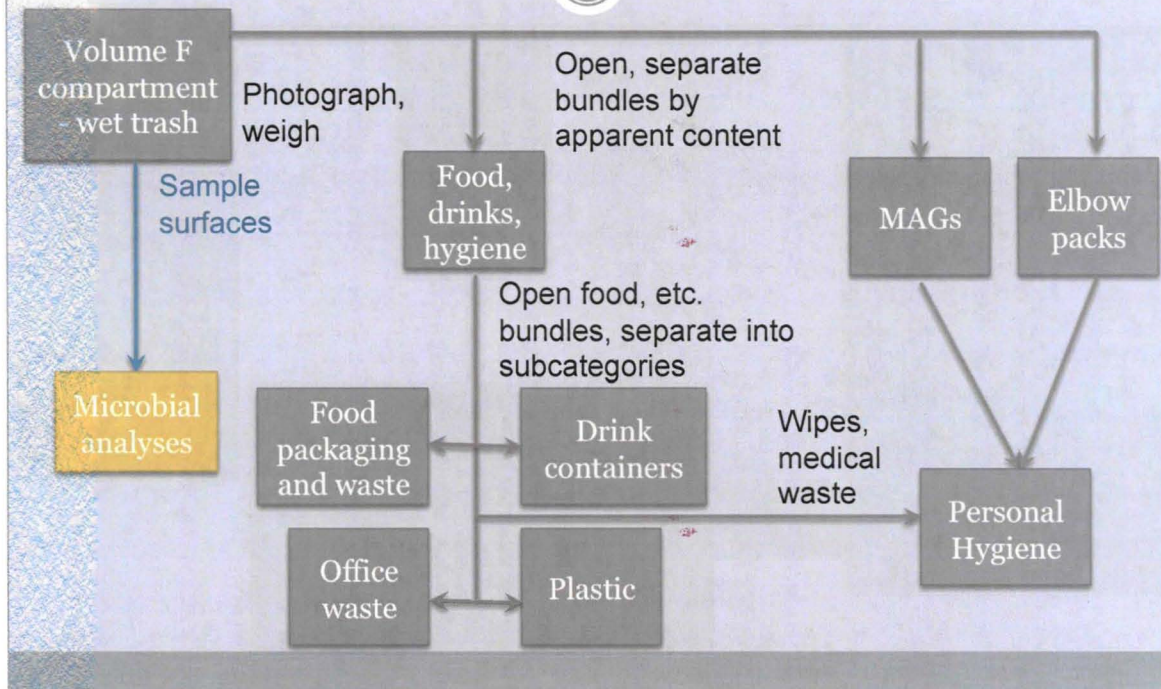 Volume F
compartment
- wet trash
Photograph,
weigh
Open, separate
bundles by
apparent content
Sample
surfaces
Food,
drinks,
hygiene
MAGs
Elbow
packs
Open food, etc.
bundles, separate into
subcategories
Microbial
analyses
Food
packaging
and waste
Drink
containers
Wipes,
medical
waste
Personal
Hygiene
Office
waste
Plastic